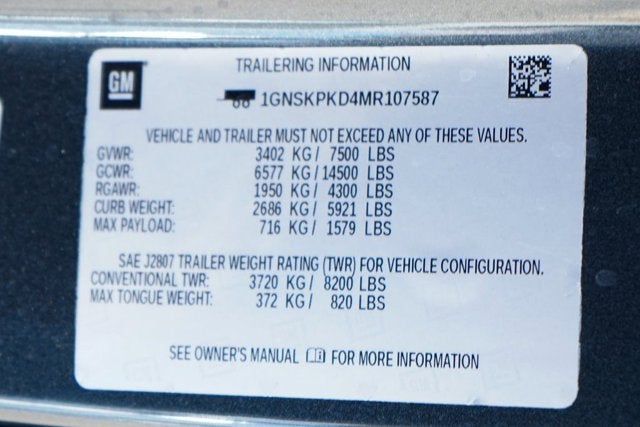 GM
TRAILERING INFORMATION
1GNSKPKD4MR107587
VEHICLE AND TRAILER MUST NOT EXCEED ANY OF THESE VALUES.
GVWR: 3402 KG/ 7500 LBS
GCWR: 6577 KG/ 14500 LBS
RGAWR: 1950 KG/ 4300 LBS
CURB WEIGHT: 2686 KG/ 5921 LBS
MAX PAYLOAD: 716 KG/ 1579 LBS
SAE J2807 TRAILER WEIGHT RATING (TWR) FOR VEHICLE CONFIGURATION.
CONVENTIONAL TWR: 3720 KG/ 8200 LBS
MAX TONGUE WEIGHT: 372 KG/ 820 LBS
SEE OWNER'S MANUAL FOR MORE INFORMATION